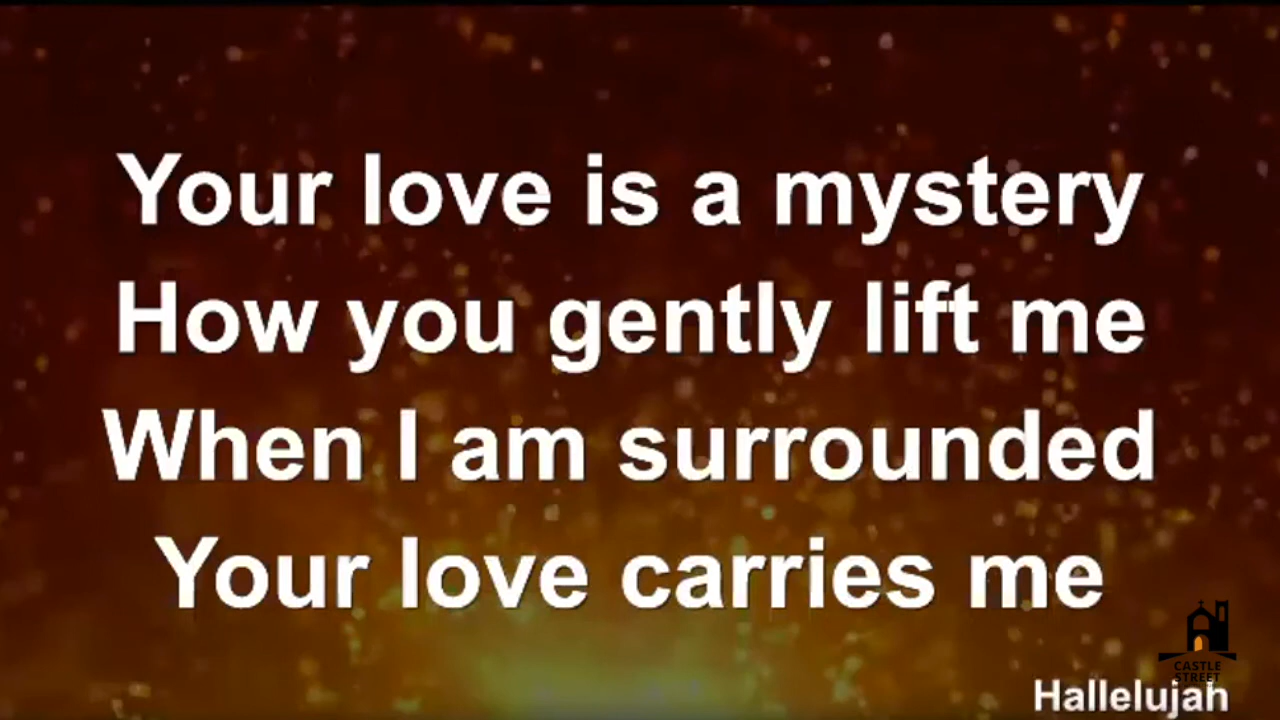 Your love is a mystery
How you gently lift me
When I am surrounded
Your love carries me
CASTLE
STREET
Hallelujah